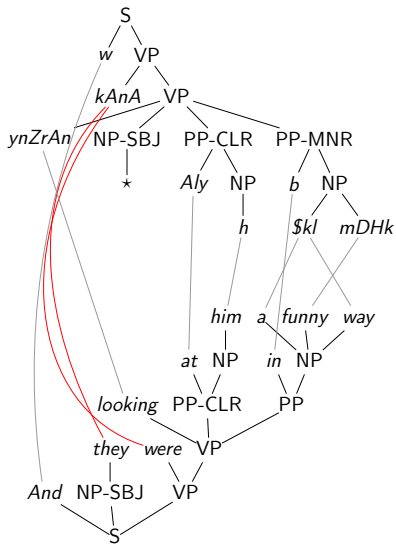 S
w VP
kAnA VP
ynZrAn NP-SBJ PP-CLR PP-MNR
⋆ Aly NP b NP
h $kl mDHk
him a funny way
at NP in NP
looking PP-CLR PP
they were VP
And NP-SBJ VP
S